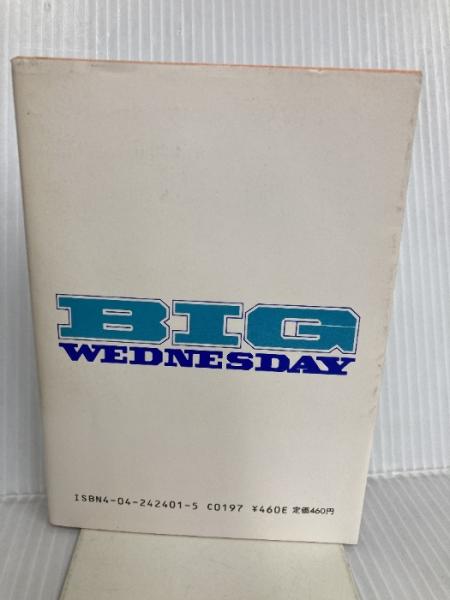 BIG
WEDNESDAY
ISBN4-04-242401-5 C0197 ¥460E 定価460円